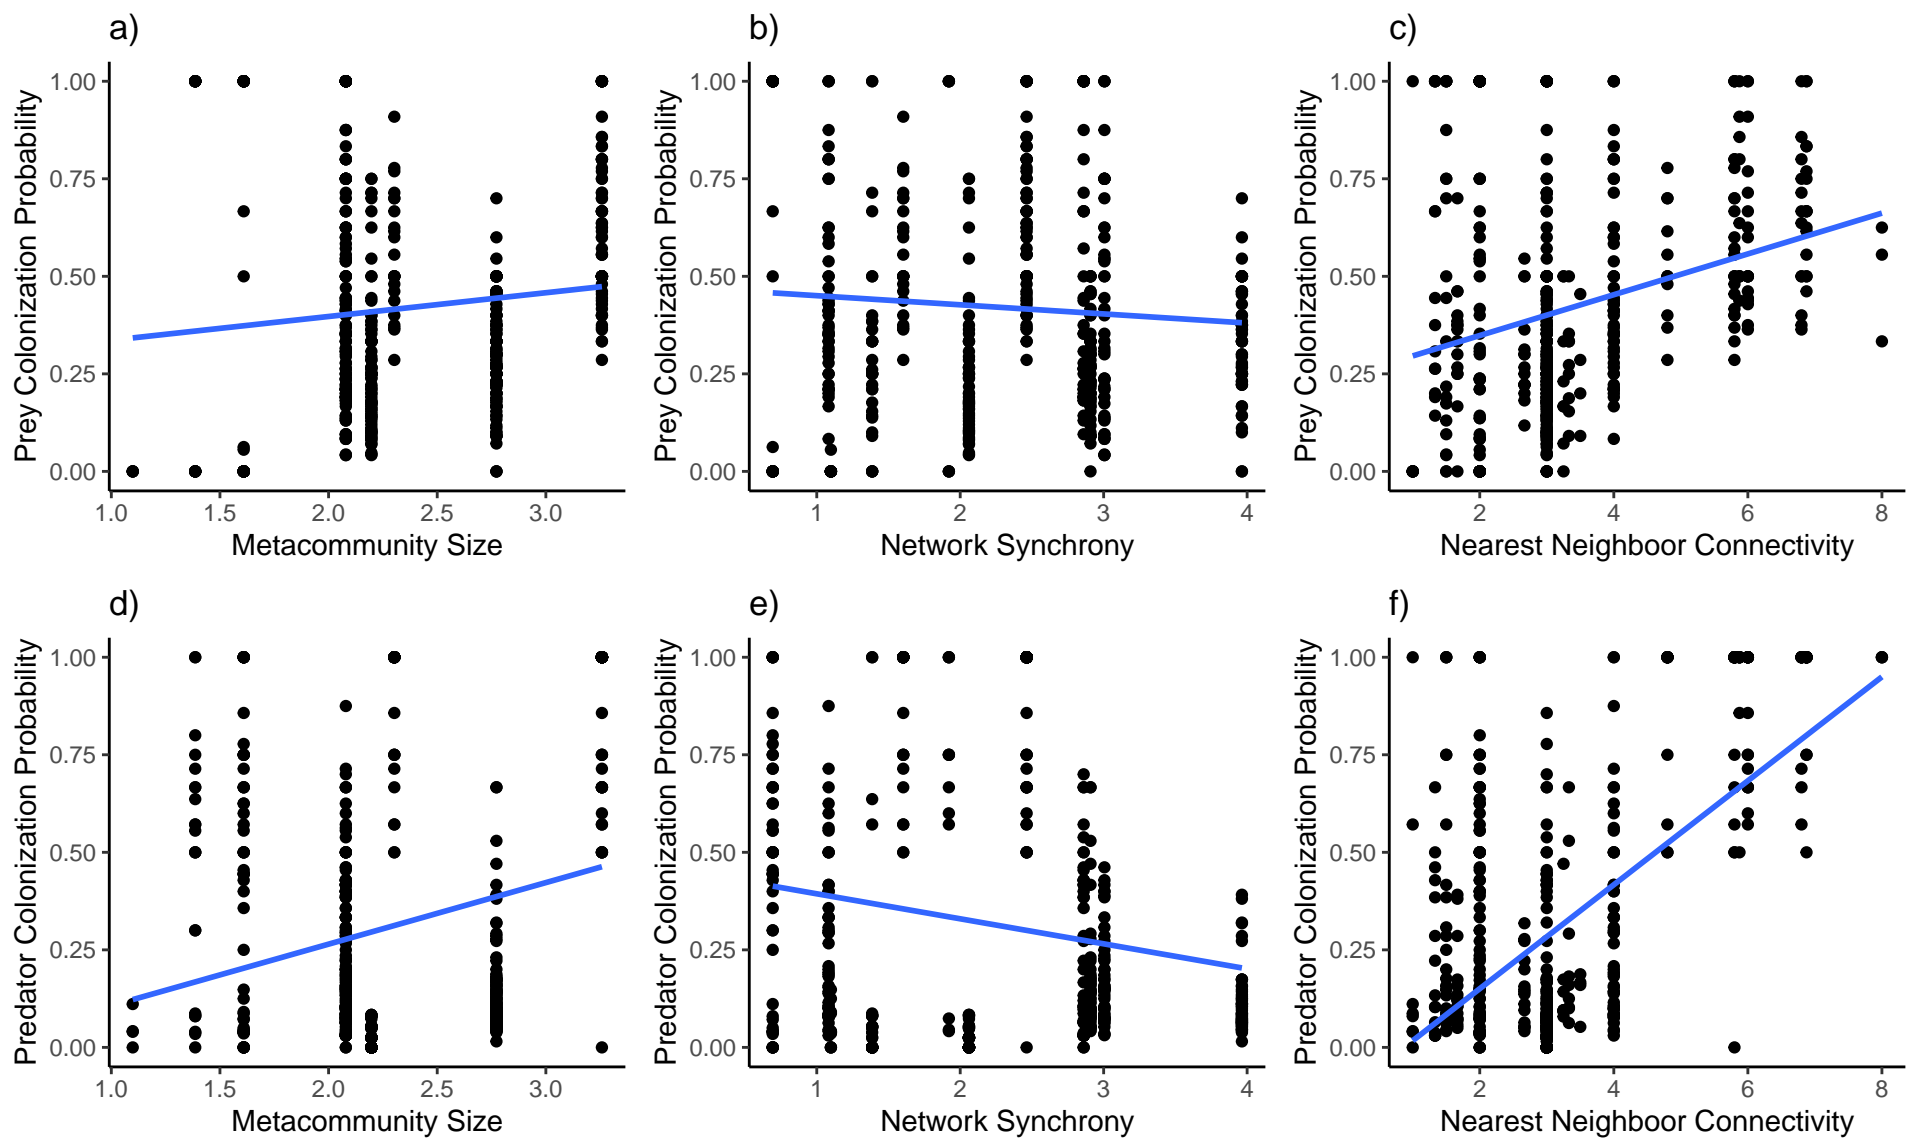 a)
b)
c)
Prey Colonization Probability
1.00
0.75
0.50
0.25
0.00
1.0 1.5 2.0 2.5 3.0
Metacommunity Size
Prey Colonization Probability
1.00
0.75
0.50
0.25
0.00
1 2 3 4
Network Synchrony
Prey Colonization Probability
1.00
0.75
0.50
0.25
0.00
2 4 6 8
Nearest Neighboor Connectivity
d)
e)
f)
Predator Colonization Probability
1.00
0.75
0.50
0.25
0.00
1.0 1.5 2.0 2.5 3.0
Metacommunity Size
Predator Colonization Probability
1.00
0.75
0.50
0.25
0.00
1 2 3 4
Network Synchrony
Predator Colonization Probability
1.00
0.75
0.50
0.25
0.00
2 4 6 8
Nearest Neighboor Connectivity